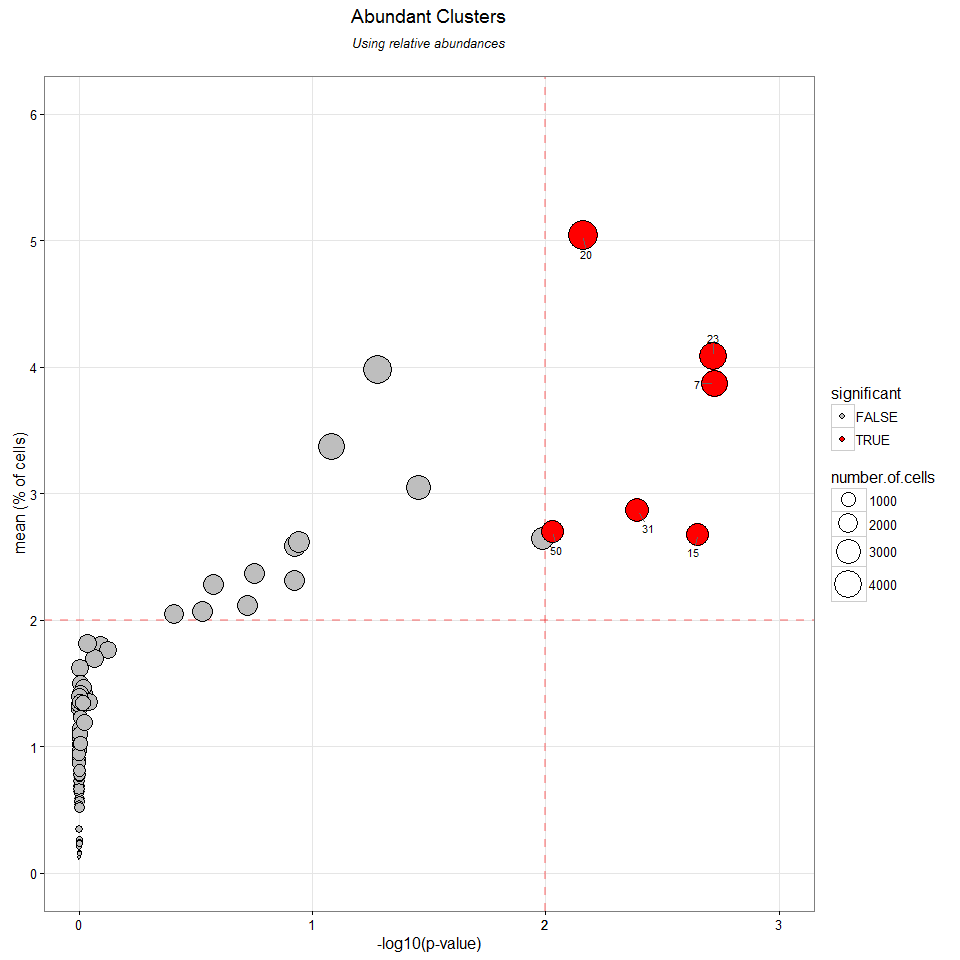 Abundant Clusters
Using relative abundances
mean (% of cells)
6
5
4
3
2
1
0
20
23
7
31
15
50
0
1
2
3
-log10(p-value)
significant
FALSE
TRUE
number.of.cells
1000
2000
3000
4000